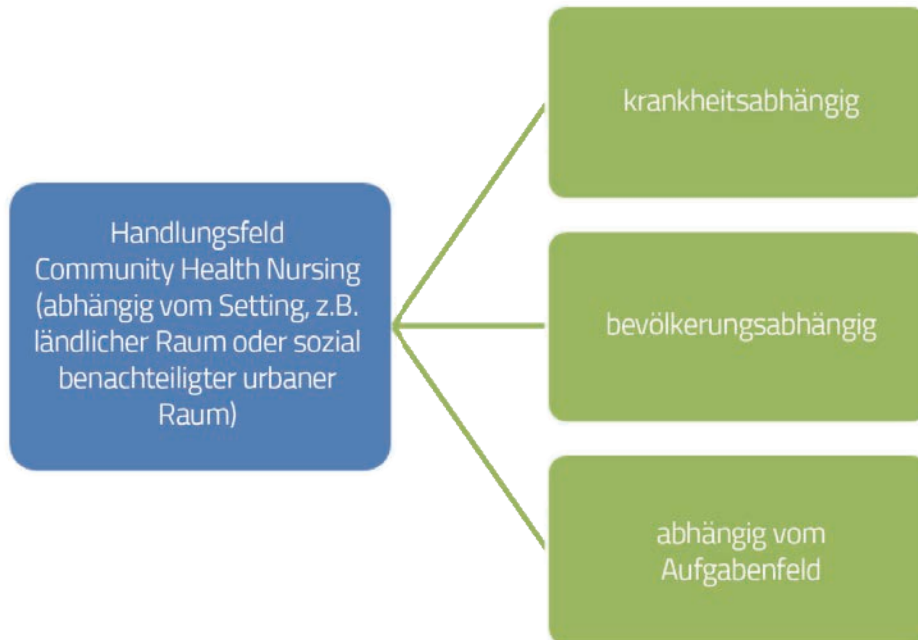 Handlungsfeld
Community Health Nursing
(abhängig vom Setting, z.B.
ländlicher Raum oder sozial
benachteiligter urbaner
Raum)
krankheitsabhängig
bevölkerungsabhängig
abhängig vom
Aufgabenfeld